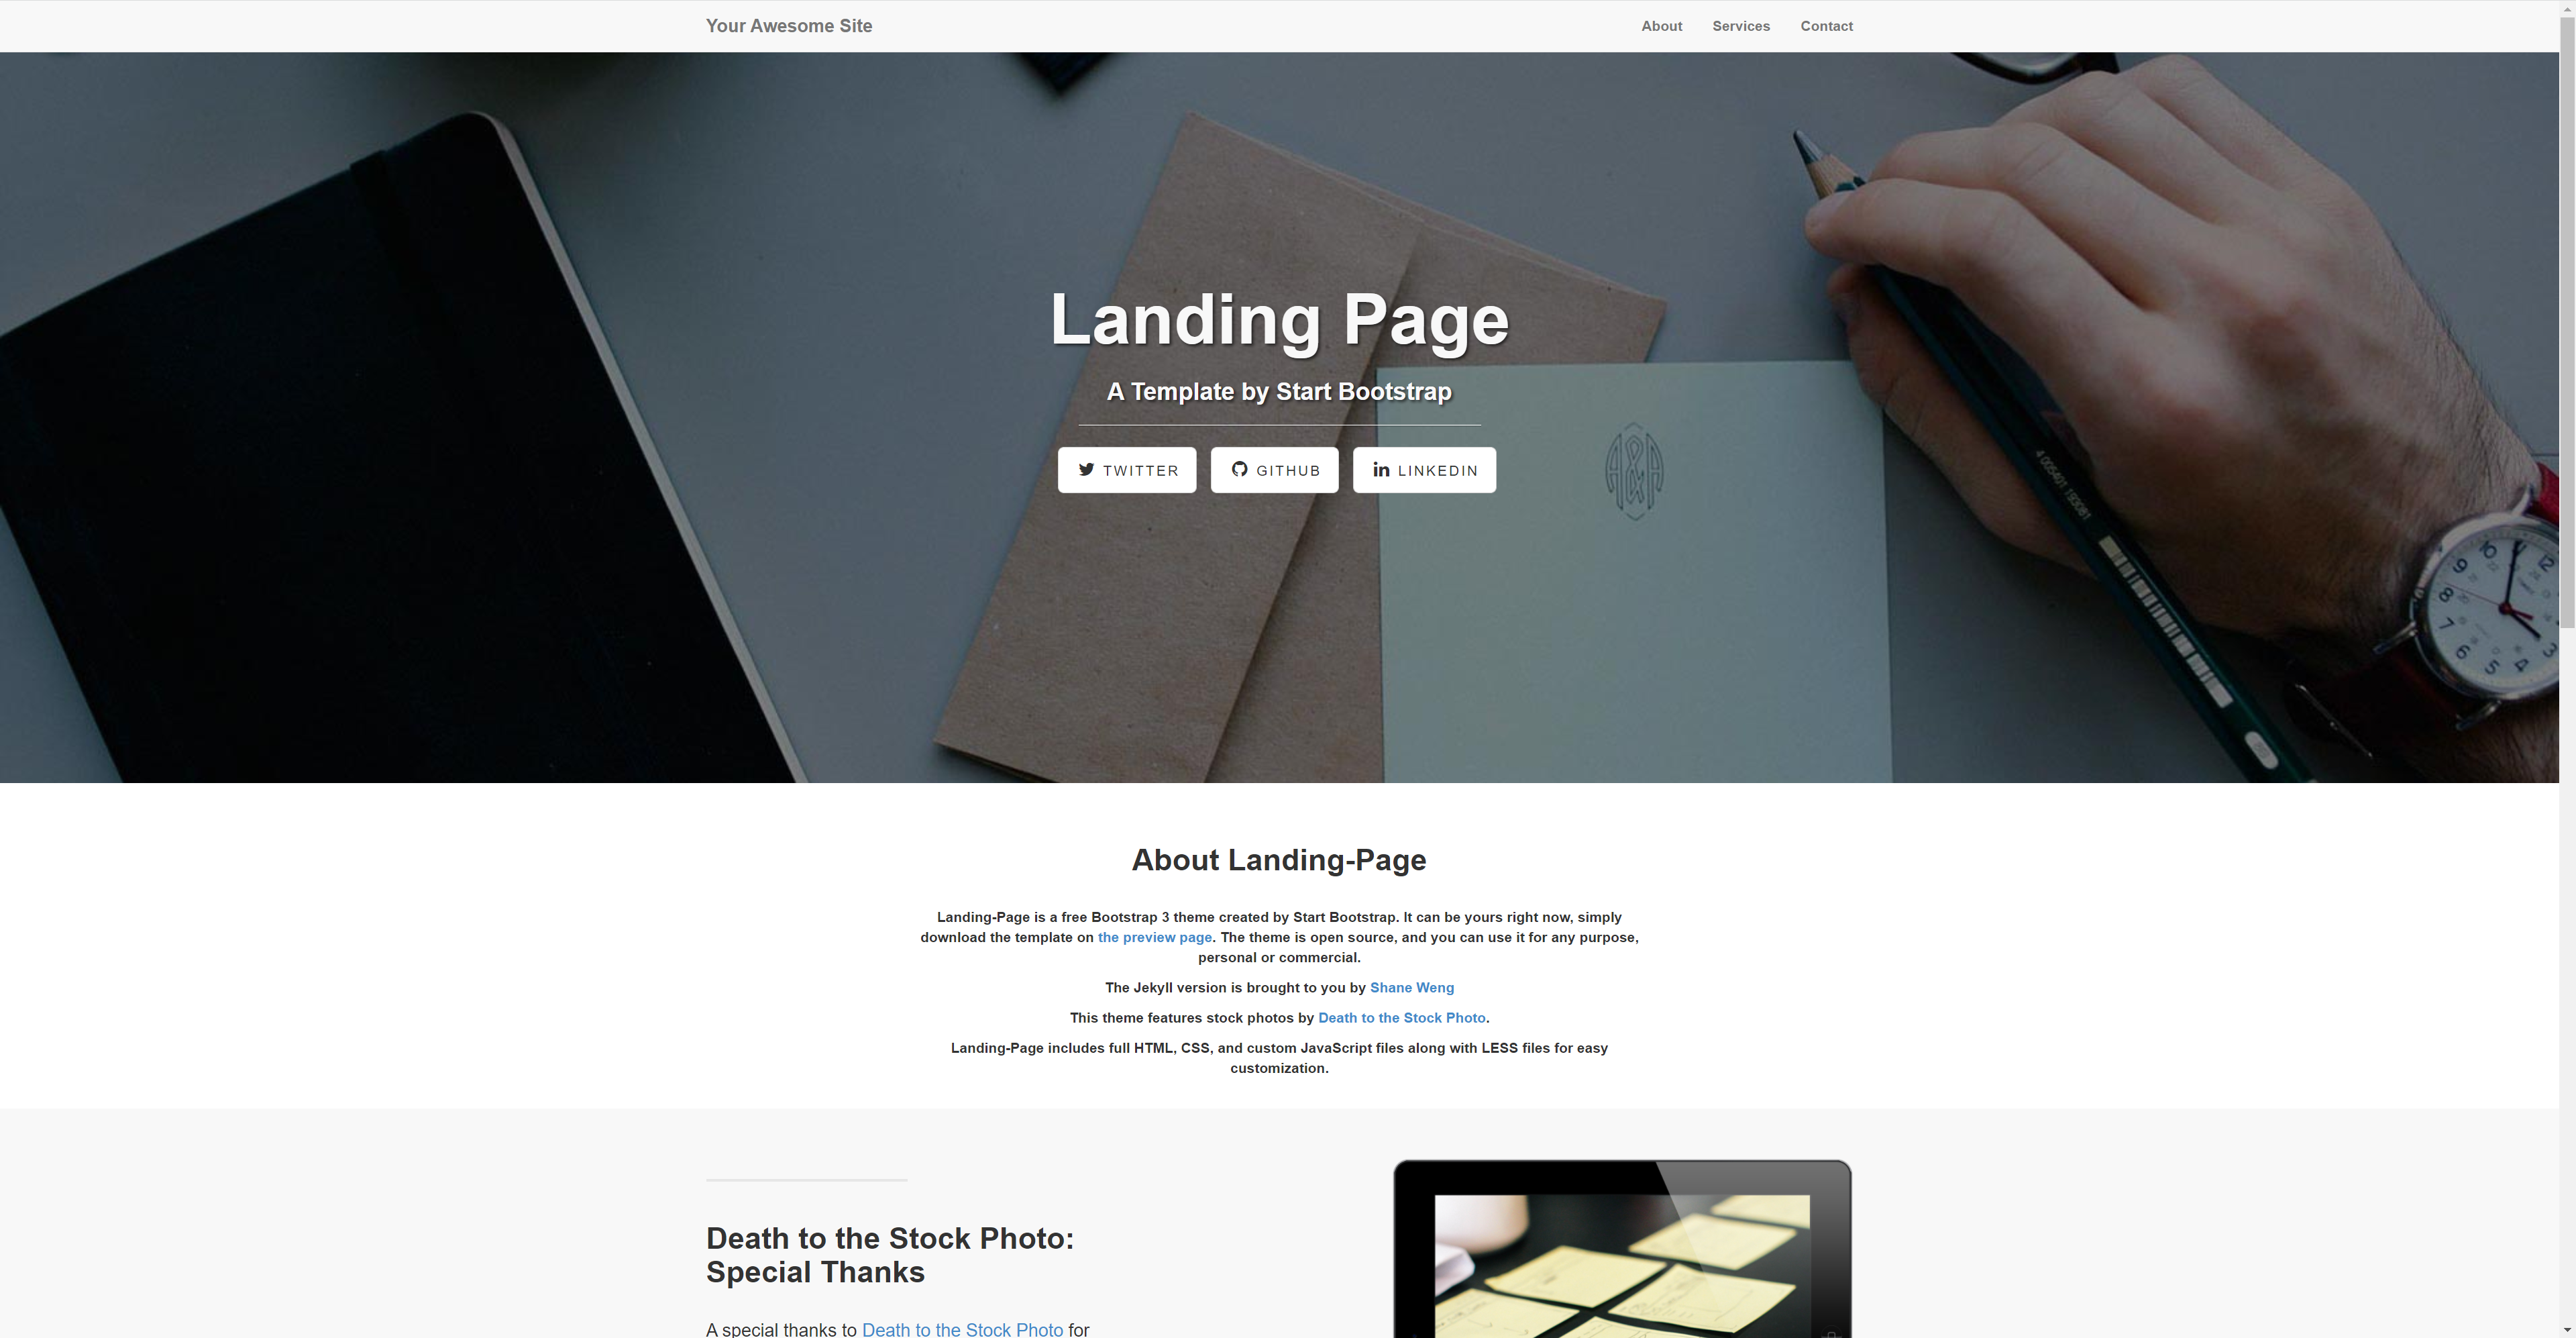 Your Awesome Site
About Services Contact
Landing Page
A Template by Start Bootstrap
TWITTER GITHUB LINKEDIN
A&A
4 005401 193081
About Landing-Page
Landing-Page is a free Bootstrap 3 theme created by Start Bootstrap. It can be yours right now, simply
download the template on the preview page. The theme is open source, and you can use it for any purpose,
personal or commercial.
The Jekyll version is brought to you by Shane Weng
This theme features stock photos by Death to the Stock Photo.
Landing-Page includes full HTML, CSS, and custom JavaScript files along with LESS files for easy
customization.
Death to the Stock Photo:
Special Thanks
A special thanks to Death to the Stock Photo for